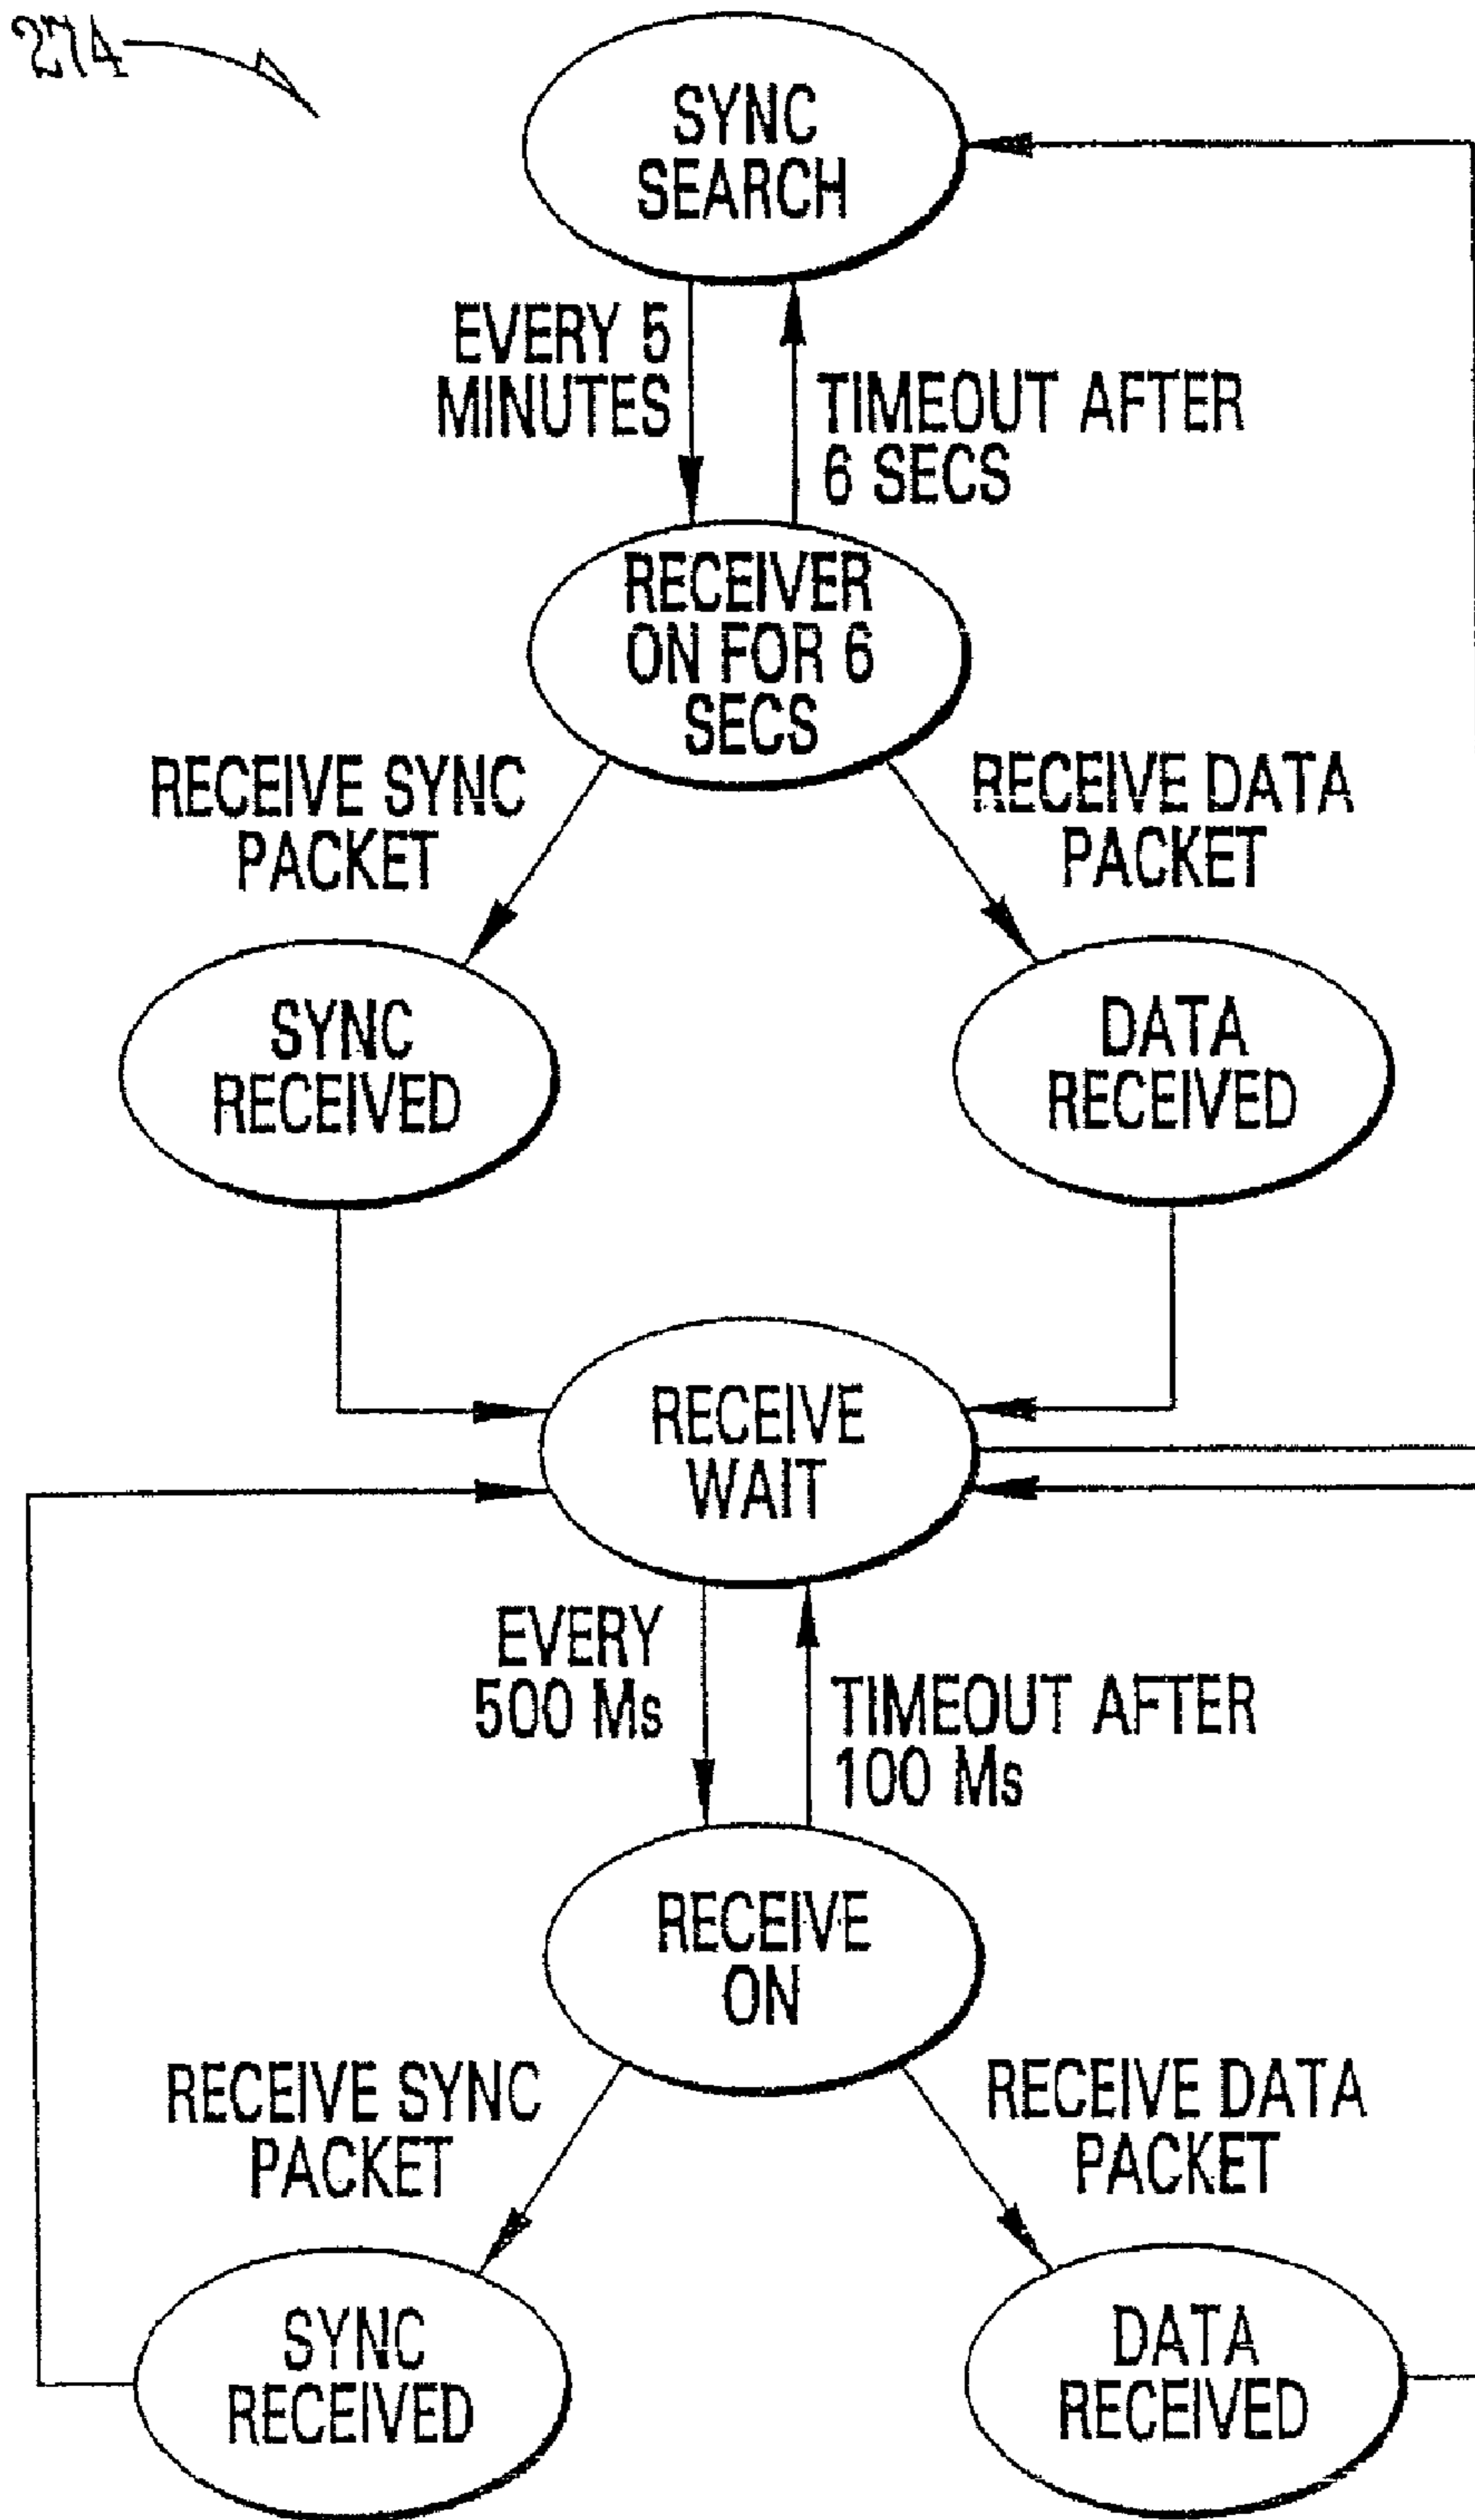 274
SYNC
SEARCH
EVERY 5
MINUTES
TIMEOUT AFTER
6 SECS
RECEIVER
ON FOR 6
SECS
RECEIVE SYNC
PACKET
RECEIVE DATA
PACKET
SYNC
RECEIVED
DATA
RECEIVED
RECEIVE
WAIT
EVERY
500 Ms
TIMEOUT AFTER
100 Ms
RECEIVE
ON
RECEIVE SYNC
PACKET
RECEIVE DATA
PACKET
SYNC
RECEIVED
DATA
RECEIVED